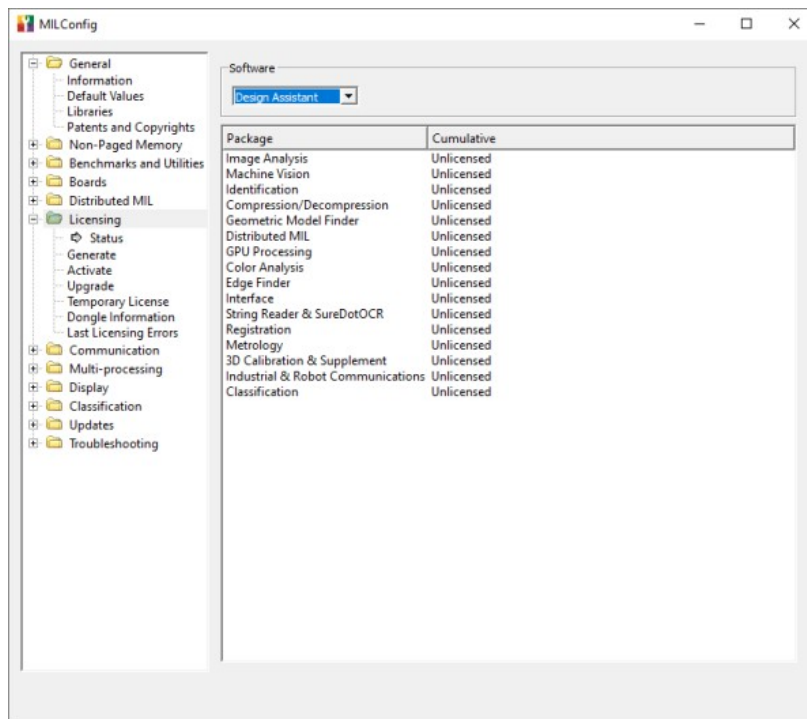 MILConfig
General
Information
Default Values
Libraries
Patents and Copyrights
Non-Paged Memory
Benchmarks and Utilities
Boards
Distributed MIL
Licensing
Status
Generate
Activate
Upgrade
Temporary License
Dongle Information
Last Licensing Errors
Communication
Multi-processing
Display
Classification
Updates
Troubleshooting
Software
Design Assistant
Package Cumulative
Image Analysis Unlicensed
Machine Vision Unlicensed
Identification Unlicensed
Compression/Decompression Unlicensed
Geometric Model Finder Unlicensed
Distributed MIL Unlicensed
GPU Processing Unlicensed
Color Analysis Unlicensed
Edge Finder Unlicensed
Interface Unlicensed
String Reader & SureDotOCR Unlicensed
Registration Unlicensed
Metrology Unlicensed
3D Calibration & Supplement Unlicensed
Industrial & Robot Communications Unlicensed
Classification Unlicensed